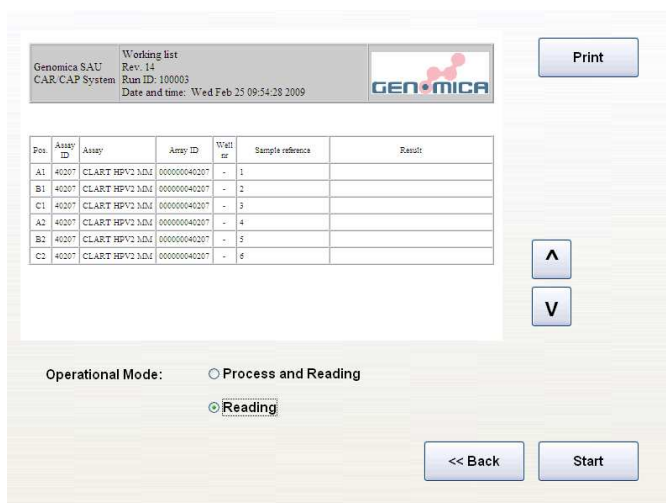 Genomica SAU
CAR/CAP System
Working list
Rev. 14
Run ID: 100003
Date and time: Wed Feb 25 09:54:28 2009
GENOMICA
Print
Pos. Assay ID Assay Array ID Well nr Sample reference Result
A1 40207 CLART HPV2 MM 000000040207 - 1
B1 40207 CLART HPV2 MM 000000040207 - 2
C1 40207 CLART HPV2 MM 000000040207 - 3
A2 40207 CLART HPV2 MM 000000040207 - 4
B2 40207 CLART HPV2 MM 000000040207 - 5
C2 40207 CLART HPV2 MM 000000040207 - 6
Λ
V
Operational Mode:
Process and Reading
Reading
<< Back
Start